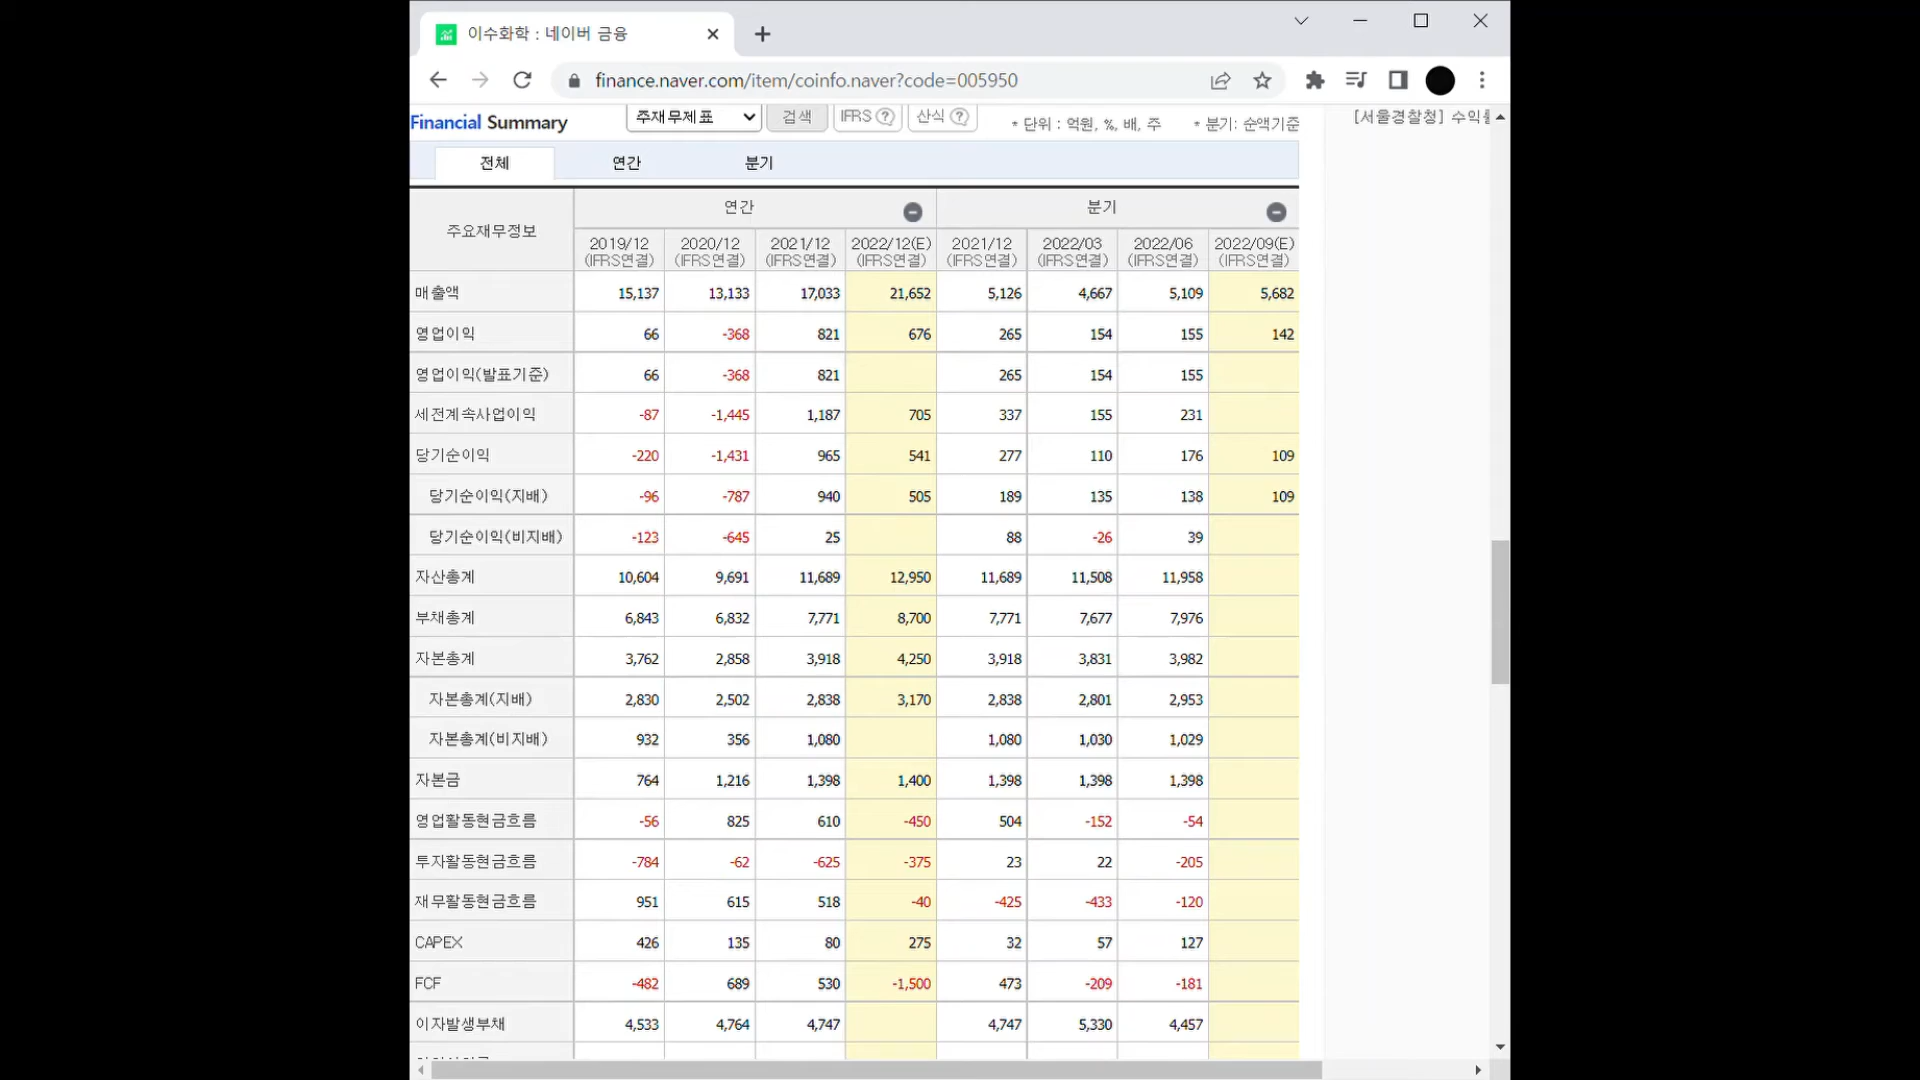 이수화학 : 네이버 금융
finance.naver.com/item/coinfo.naver?code=005950
Financial Summary 주재무제표 검색 IFRS ? 산식 ? * 단위 : 억원, %, 배, 주 * 분기: 순액기준 [서울경찰청] 수익률
전체 연간 분기
주요재무정보 연간 분기
2019/12 2020/12 2021/12 2022/12(E) 2021/12 2022/03 2022/06 2022/09(E)
(IFRS연결) (IFRS연결) (IFRS연결) (IFRS연결) (IFRS연결) (IFRS연결) (IFRS연결) (IFRS연결)
매출액 15,137 13,133 17,033 21,652 5,126 4,667 5,109 5,682
영업이익 66 -368 821 676 265 154 155 142
영업이익(발표기준) 66 -368 821 265 154 155
세전계속사업이익 -87 -1,445 1,187 705 337 155 231
당기순이익 -220 -1,431 965 541 277 110 176 109
당기순이익(지배) -96 -787 940 505 189 135 138 109
당기순이익(비지배) -123 -645 25 88 -26 39
자산총계 10,604 9,691 11,689 12,950 11,689 11,508 11,958
부채총계 6,843 6,832 7,771 8,700 7,771 7,677 7,976
자본총계 3,762 2,858 3,918 4,250 3,918 3,831 3,982
자본총계(지배) 2,830 2,502 2,838 3,170 2,838 2,801 2,953
자본총계(비지배) 932 356 1,080 1,080 1,030 1,029
자본금 764 1,216 1,398 1,400 1,398 1,398 1,398
영업활동현금흐름 -56 825 610 -450 504 -152 -54
투자활동현금흐름 -784 -62 -625 -375 23 22 -205
재무활동현금흐름 951 615 518 -40 -425 -433 -120
CAPEX 426 135 80 275 32 57 127
FCF -482 689 530 -1,500 473 -209 -181
이자발생부채 4,533 4,764 4,747 4,747 5,330 4,457